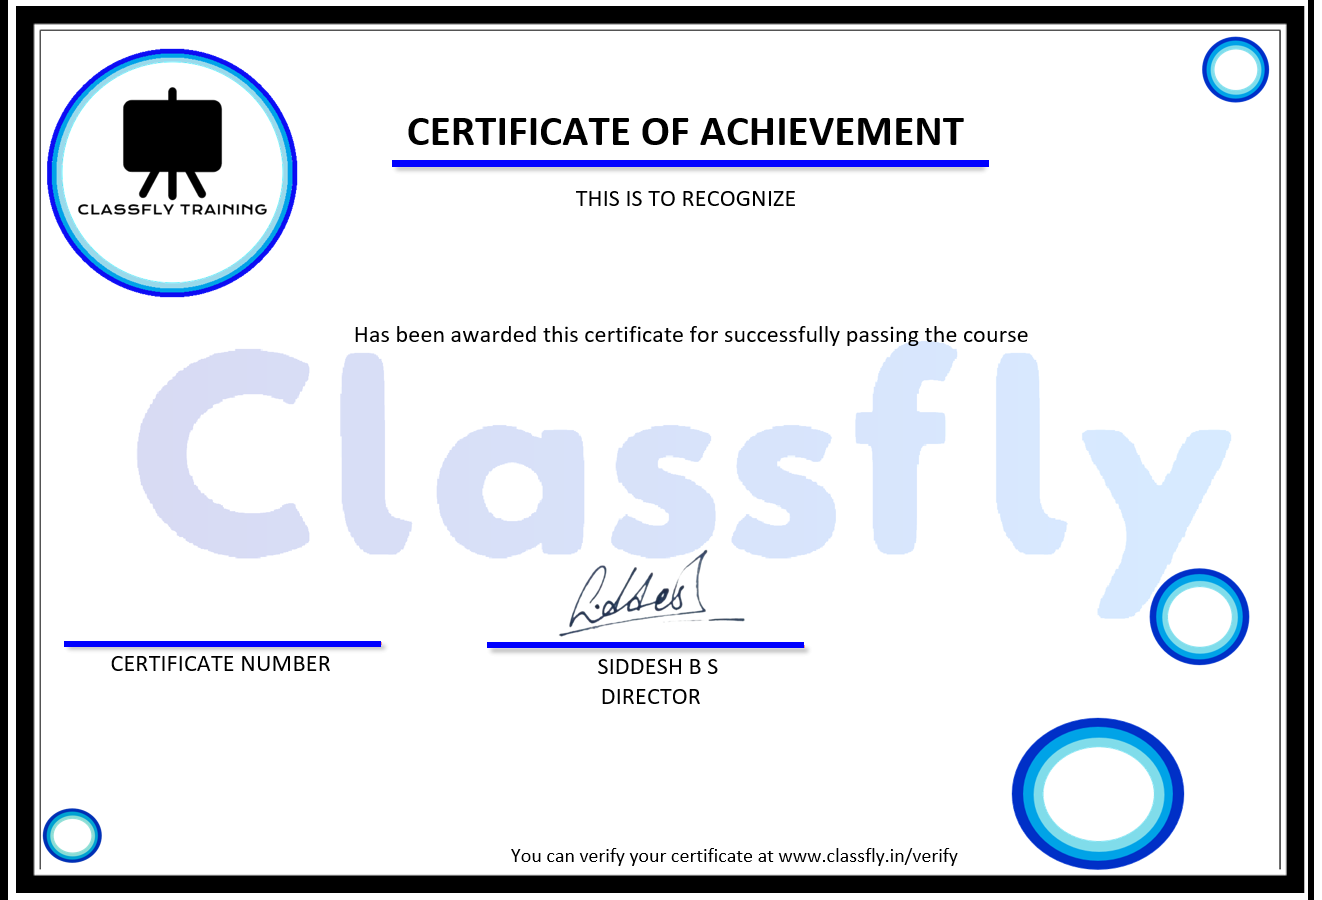 CLASSFLY TRAINING
CERTIFICATE OF ACHIEVEMENT
THIS IS TO RECOGNIZE
Has been awarded this certificate for successfully passing the course
Classfly
CERTIFICATE NUMBER
Siddesh
SIDDESH B S
DIRECTOR
You can verify your certificate at www.classfly.in/verify